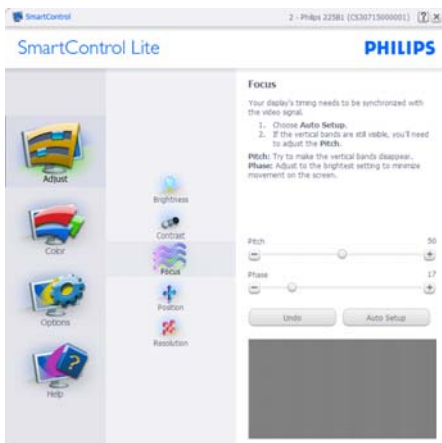 SmartControl
2 - Philips 225B1 (CS30715000001)
SmartControl Lite
PHILIPS
Adjust
Color
Options
Help
Brightness
Contrast
Focus
Position
Resolution
Focus
Your display's timing needs to be synchronized with
the video signal.
1. Choose Auto Setup.
2. If the vertical bands are still visible, you'll need
to adjust the Pitch.
Pitch: Try to make the vertical bands disappear.
Phase: Adjust to the brightest setting to minimize
movement on the screen.
Pitch 50
Phase 17
Undo Auto Setup